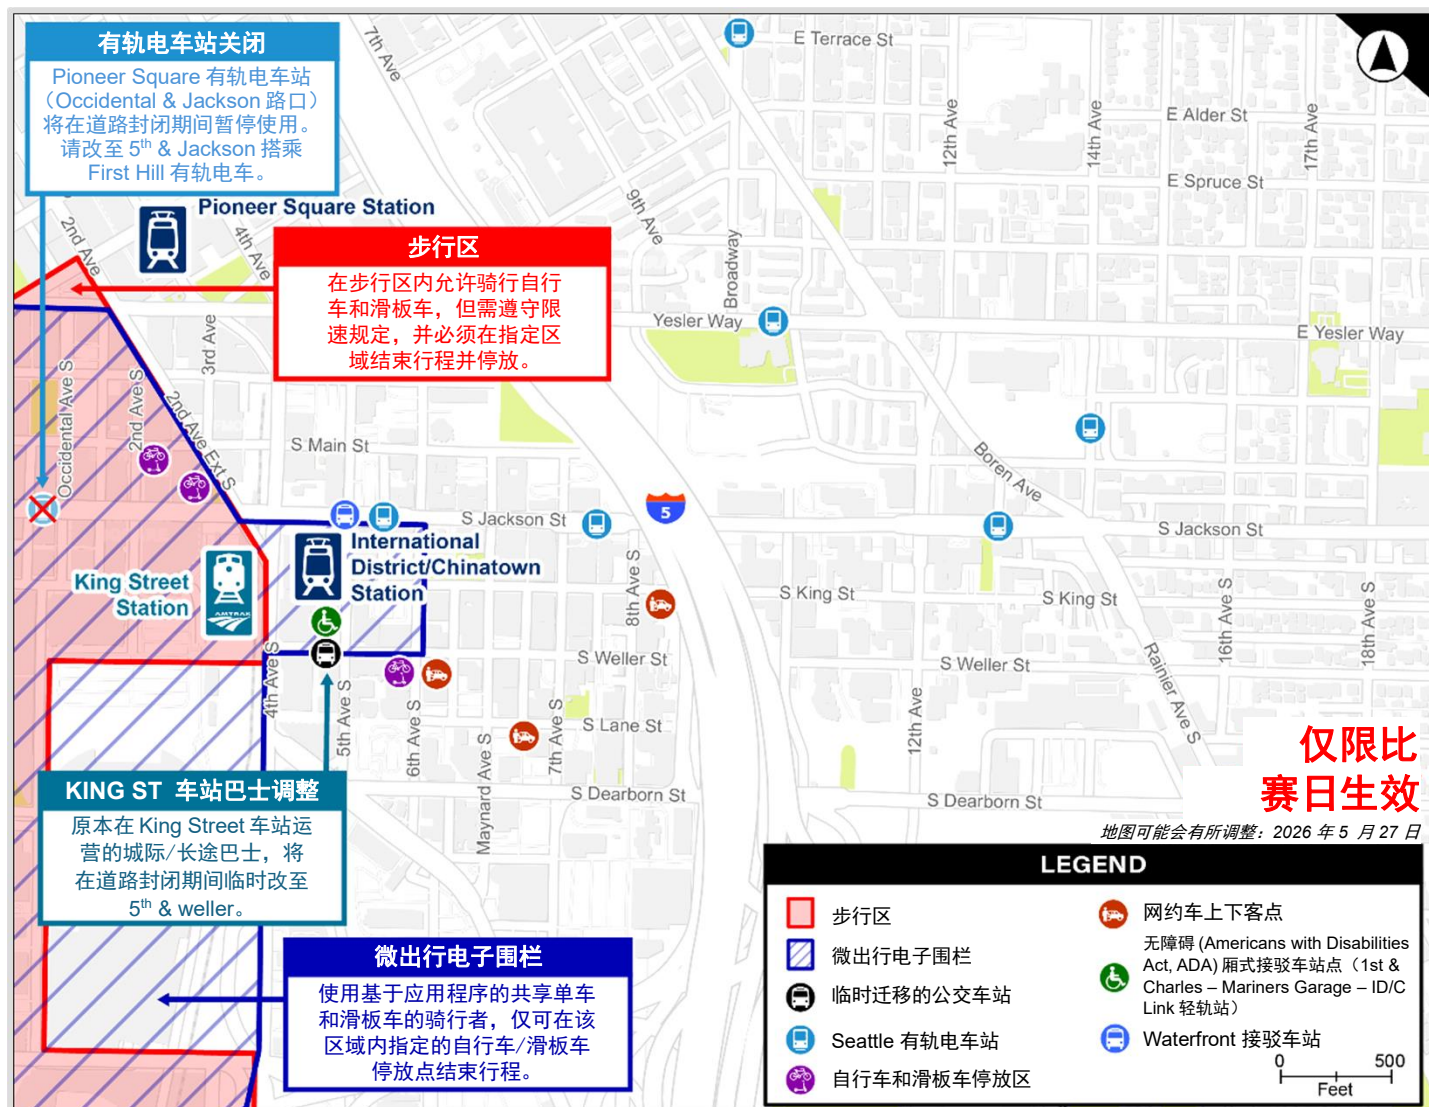 有轨电车站关闭
Pioneer Square 有轨电车站
（Occidental & Jackson 路口）
将在道路封闭期间暂停使用。
请改至 5th & Jackson 搭乘
First Hill 有轨电车。
7th Ave
E Terrace St
12th Ave
14th Ave
E Alder St
17th Ave
E Spruce St
Pioneer Square Station
2nd Ave
4th Ave
9th Ave
Broadway
步行区
在步行区内允许骑行自行
车和滑板车，但需遵守限
速规定，并必须在指定区
域结束行程并停放。
Yesler Way
E Yesler Way
3rd Ave
Occidental Ave S
2nd Ave S
2nd Ave Ext S
S Main St
Boren Ave
S Jackson St
5
S Jackson St
International
District/Chinatown
Station
King Street
Station
AMTRAK
8th Ave S
S King St
S King St
16th Ave S
18th Ave S
S Weller St
S Weller St
4th Ave S
5th Ave S
6th Ave S
7th Ave S
Maynard Ave S
S Lane St
12th Ave
Rainier Ave S
S Dearborn St
S Dearborn St
KING ST 车站巴士调整
原本在 King Street 车站运
营的城际/长途巴士，将
在道路封闭期间临时改至
5th & weller。
微出行电子围栏
使用基于应用程序的共享单车
和滑板车的骑行者，仅可在该
区域内指定的自行车/滑板车
停放点结束行程。
仅限比
赛日生效
地图可能会有所调整：2026 年 5 月 27 日
LEGEND
步行区
微出行电子围栏
临时迁移的公交车站
Seattle 有轨电车站
自行车和滑板车停放区
网约车上下客点
无障碍 (Americans with Disabilities
Act, ADA) 厢式接驳车站点（1st &
Charles – Mariners Garage – ID/C
Link 轻轨站）
Waterfront 接驳车站
0 500
Feet